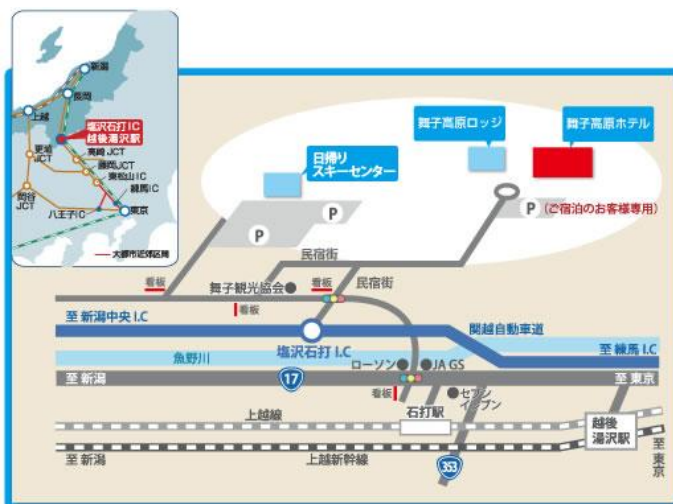 新潟
長岡
上越
塩沢石打IC
越後湯沢駅
更埴
JCT
高崎JCT
藤岡JCT
東松山IC
練馬IC
岡谷
JCT
八王子IC
東京
大都市近郊区間
舞子高原ロッジ
舞子高原ホテル
日帰り
スキーセンター
P
P
P
(ご宿泊のお客様専用)
民宿街
看板
舞子観光協会
看板
民宿街
看板
至 新潟中央 I.C
関越自動車道
塩沢石打 I.C
魚野川
ローソン
JA GS
至 練馬 I.C
至 新潟
17
至 東京
看板
セブン
イレブン
石打駅
上越線
越後
湯沢駅
至 新潟
上越新幹線
353
至 東京